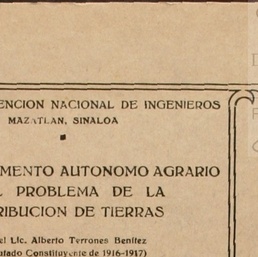 ENCION NACIONAL DE INGENIEROS
MAZATLAN, SINALOA
MENTO AUTONOMO AGRARIO
L PROBLEMA DE LA
RIBUCION DE TIERRAS
el Lic. Alberto Terrones Benitez
utado Constituyente de 1916-1917)